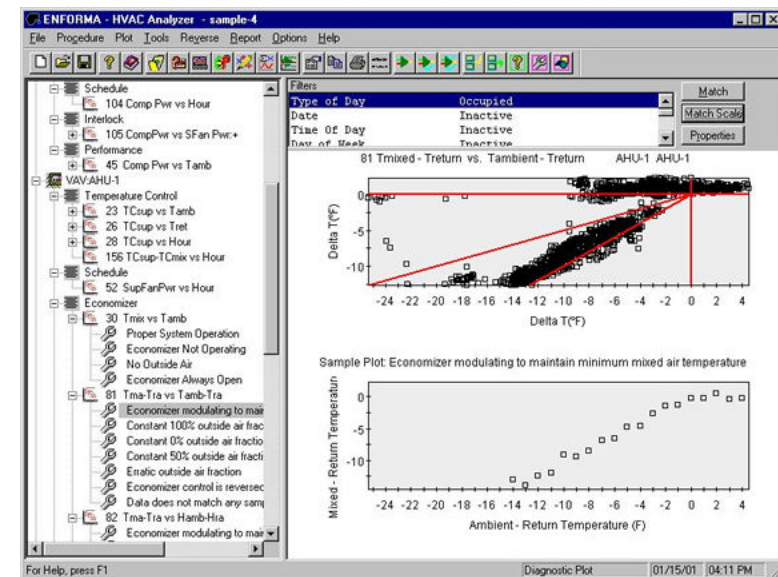 ENFORMA - HVAC Analyzer - sample-4
File Procedure Plot Tools Reverse Report Options Help
Schedule
104 Comp Pwr vs Hour
Interlock
105 CompPwr vs SFan Pwr:+
Performance
45 Comp Pwr vs Tamb
VAV:AHU-1
Temperature Control
23 TCsup vs Tamb
26 TCsup vs Tret
28 TCsup vs Hour
156 TCsup-TCmix vs Hour
Schedule
52 SupFanPwr vs Hour
Economizer
30 Tmix vs Tamb
Proper System Operation
Economizer Not Operating
No Outside Air
Economizer Always Open
81 Tma-Tra vs Tamb-Tra
Economizer modulating to mair
Constant 100% outside air frac
Constant 0% outside air fractio
Constant 50% outside air fractio
Erratic outside air fraction
Economizer control is reversed
Data does not match any samp
82 Tma-Tra vs Hamb-Hra
Economizer modulating to mair
Filters
Type of Day Occupied
Date Inactive
Time Of Day Inactive
Day of Week Inactive
Match
Match Scale
Properties
81 Tmixed - Treturn vs. Tambient - Treturn AHU-1 AHU-1
Delta T(°F)
0
-5
-10
-24 -22 -20 -18 -16 -14 -12 -10 -8 -6 -4 -2 0 2 4
Delta T(°F)
Sample Plot: Economizer modulating to maintain minimum mixed air temperature
Mixed - Return Temperatur
0
-5
-10
-24 -22 -20 -18 -16 -14 -12 -10 -8 -6 -4 -2 0 2 4
Ambient - Return Temperature (F)
For Help, press F1
Diagnostic Plot
01/15/01 04:11 PM